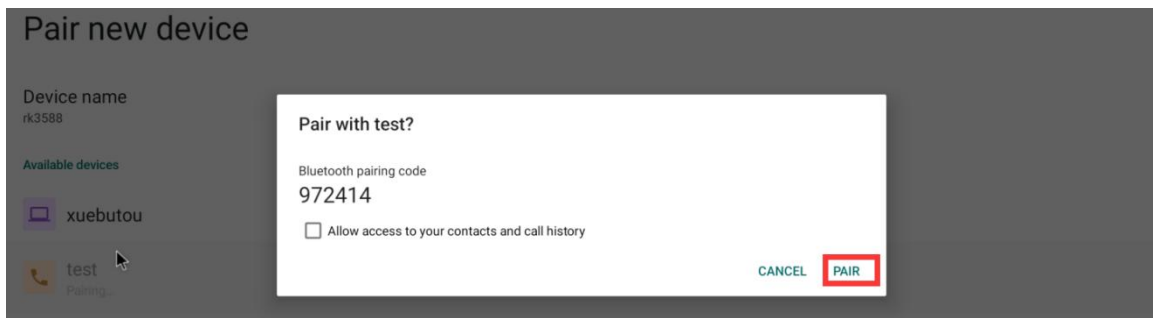 Pair new device
Device name
rk3588
Available devices
xuebutou
test
Pairing...
Pair with test?
Bluetooth pairing code
972414
Allow access to your contacts and call history
CANCEL PAIR